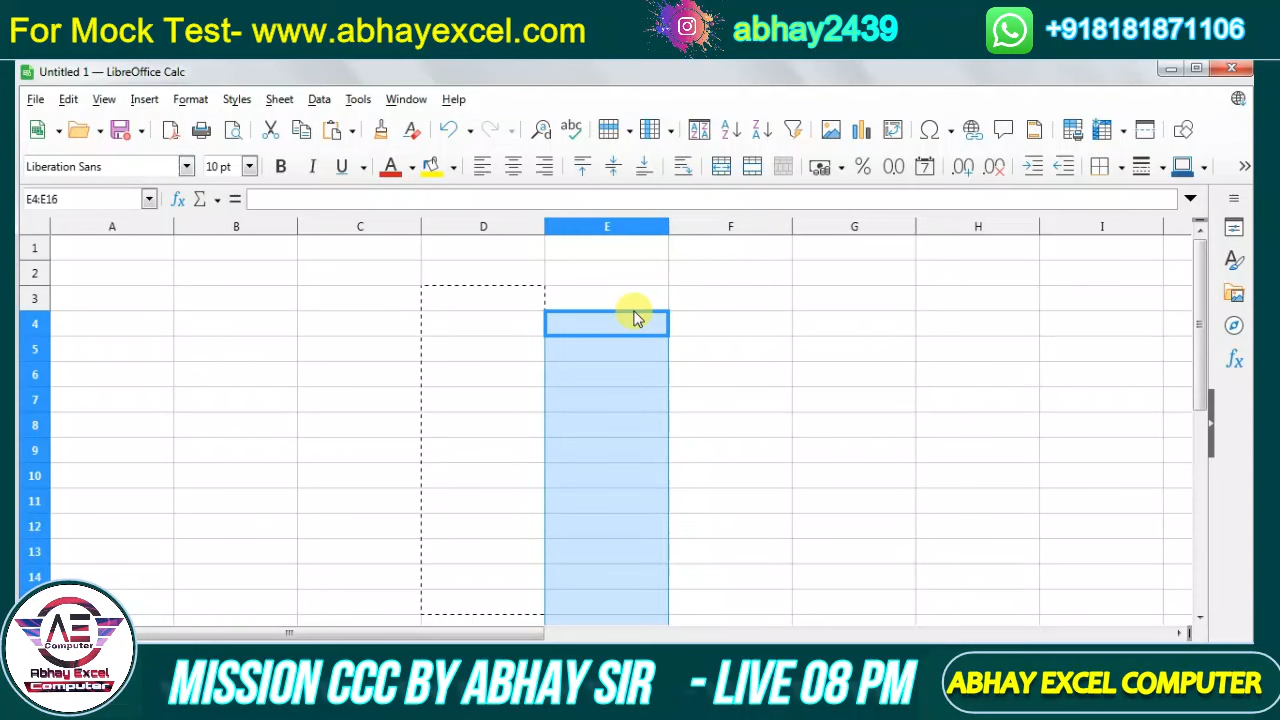 For Mock Test- www.abhayexcel.com
abhay2439
+918181871106
Untitled 1 — LibreOffice Calc
File Edit View Insert Format Styles Sheet Data Tools Window Help
Liberation Sans 10 pt
E4:E16
A B C D E F G H I
1
2
3
4
5
6
7
8
9
10
11
12
13
14
AE
Computer
Abhay Excel
Computer
MISSION CCC BY ABHAY SIR - LIVE 08 PM
ABHAY EXCEL COMPUTER